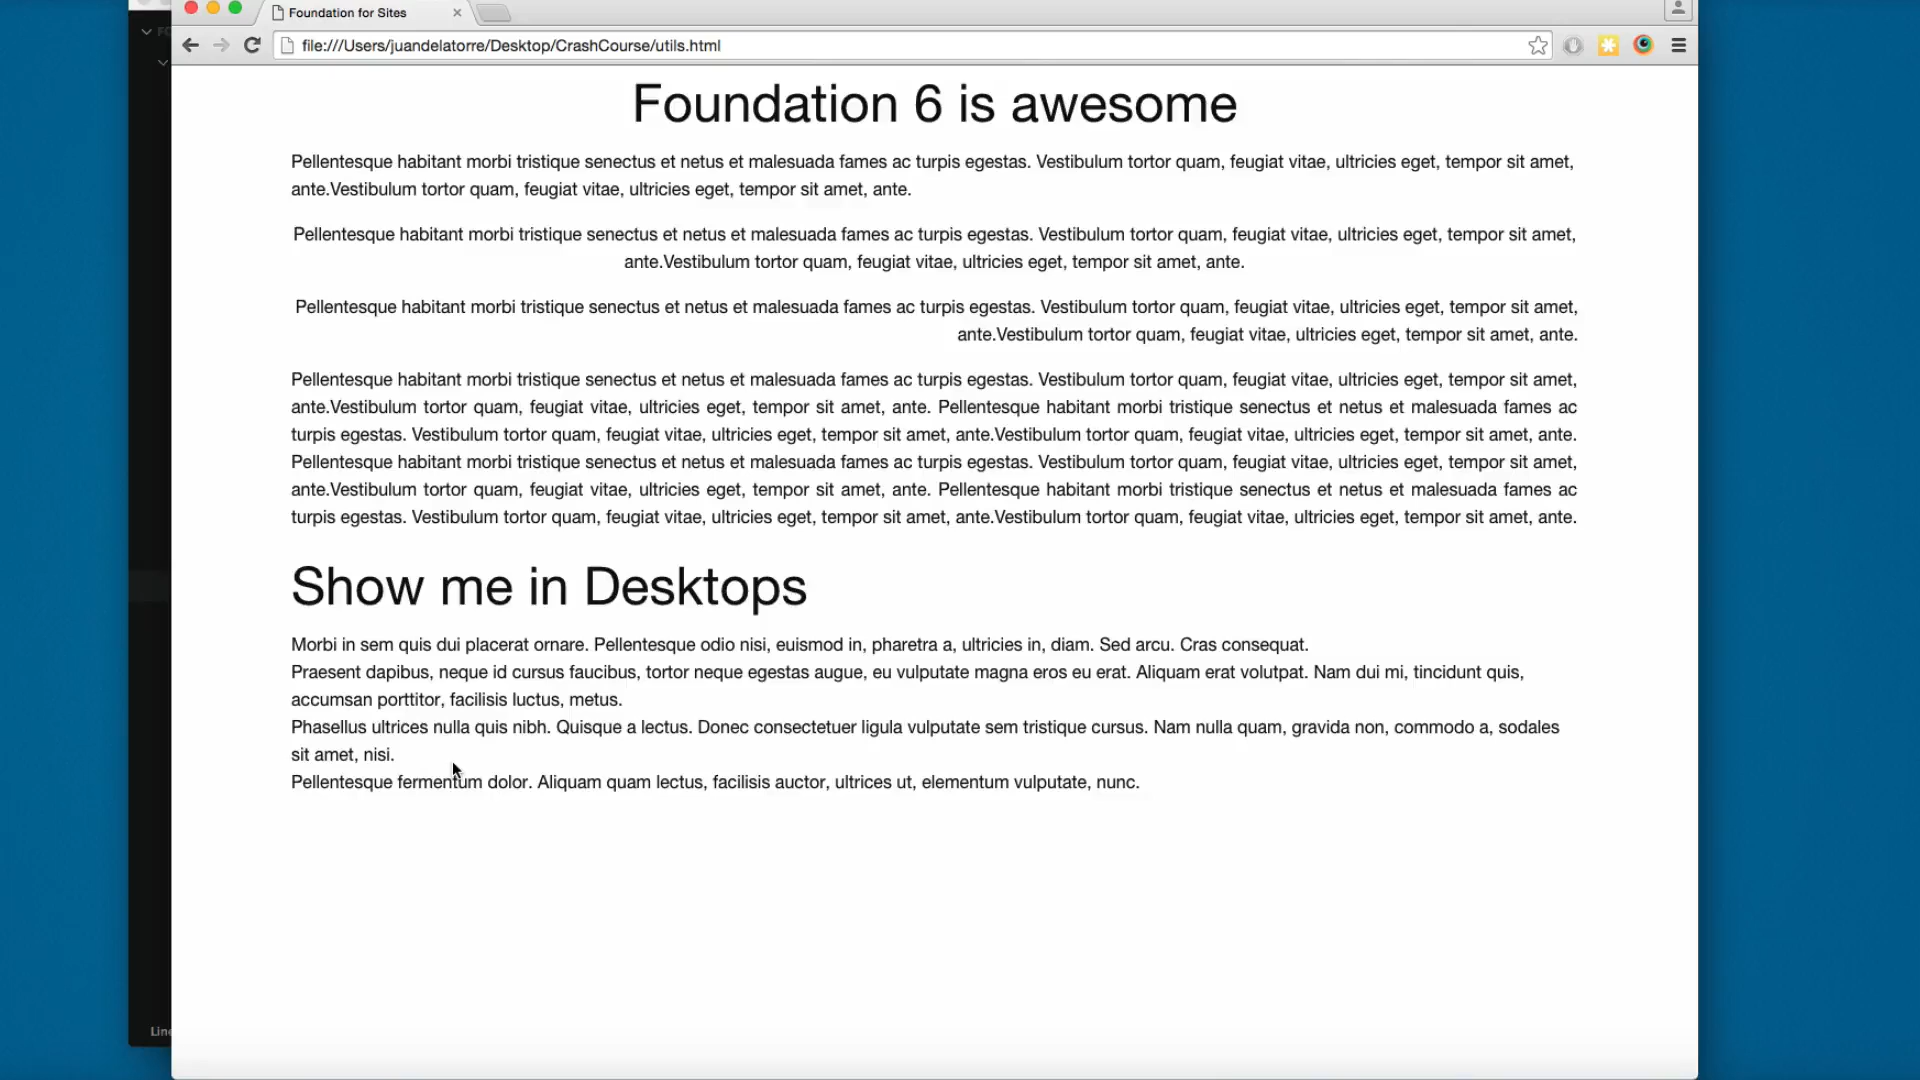 Foundation for Sites
file:///Users/juandelatorre/Desktop/CrashCourse/utils.html
Foundation 6 is awesome
Pellentesque habitant morbi tristique senectus et netus et malesuada fames ac turpis egestas. Vestibulum tortor quam, feugiat vitae, ultricies eget, tempor sit amet,
ante.Vestibulum tortor quam, feugiat vitae, ultricies eget, tempor sit amet, ante.
Pellentesque habitant morbi tristique senectus et netus et malesuada fames ac turpis egestas. Vestibulum tortor quam, feugiat vitae, ultricies eget, tempor sit amet,
ante.Vestibulum tortor quam, feugiat vitae, ultricies eget, tempor sit amet, ante.
Pellentesque habitant morbi tristique senectus et netus et malesuada fames ac turpis egestas. Vestibulum tortor quam, feugiat vitae, ultricies eget, tempor sit amet,
ante.Vestibulum tortor quam, feugiat vitae, ultricies eget, tempor sit amet, ante.
Pellentesque habitant morbi tristique senectus et netus et malesuada fames ac turpis egestas. Vestibulum tortor quam, feugiat vitae, ultricies eget, tempor sit amet,
ante.Vestibulum tortor quam, feugiat vitae, ultricies eget, tempor sit amet, ante. Pellentesque habitant morbi tristique senectus et netus et malesuada fames ac
turpis egestas. Vestibulum tortor quam, feugiat vitae, ultricies eget, tempor sit amet, ante.Vestibulum tortor quam, feugiat vitae, ultricies eget, tempor sit amet, ante.
Pellentesque habitant morbi tristique senectus et netus et malesuada fames ac turpis egestas. Vestibulum tortor quam, feugiat vitae, ultricies eget, tempor sit amet,
ante.Vestibulum tortor quam, feugiat vitae, ultricies eget, tempor sit amet, ante. Pellentesque habitant morbi tristique senectus et netus et malesuada fames ac
turpis egestas. Vestibulum tortor quam, feugiat vitae, ultricies eget, tempor sit amet, ante.Vestibulum tortor quam, feugiat vitae, ultricies eget, tempor sit amet, ante.
Show me in Desktops
Morbi in sem quis dui placerat ornare. Pellentesque odio nisi, euismod in, pharetra a, ultricies in, diam. Sed arcu. Cras consequat.
Praesent dapibus, neque id cursus faucibus, tortor neque egestas augue, eu vulputate magna eros eu erat. Aliquam erat volutpat. Nam dui mi, tincidunt quis,
accumsan porttitor, facilisis luctus, metus.
Phasellus ultrices nulla quis nibh. Quisque a lectus. Donec consectetuer ligula vulputate sem tristique cursus. Nam nulla quam, gravida non, commodo a, sodales
sit amet, nisi.
Pellentesque fermentum dolor. Aliquam quam lectus, facilisis auctor, ultrices ut, elementum vulputate, nunc.